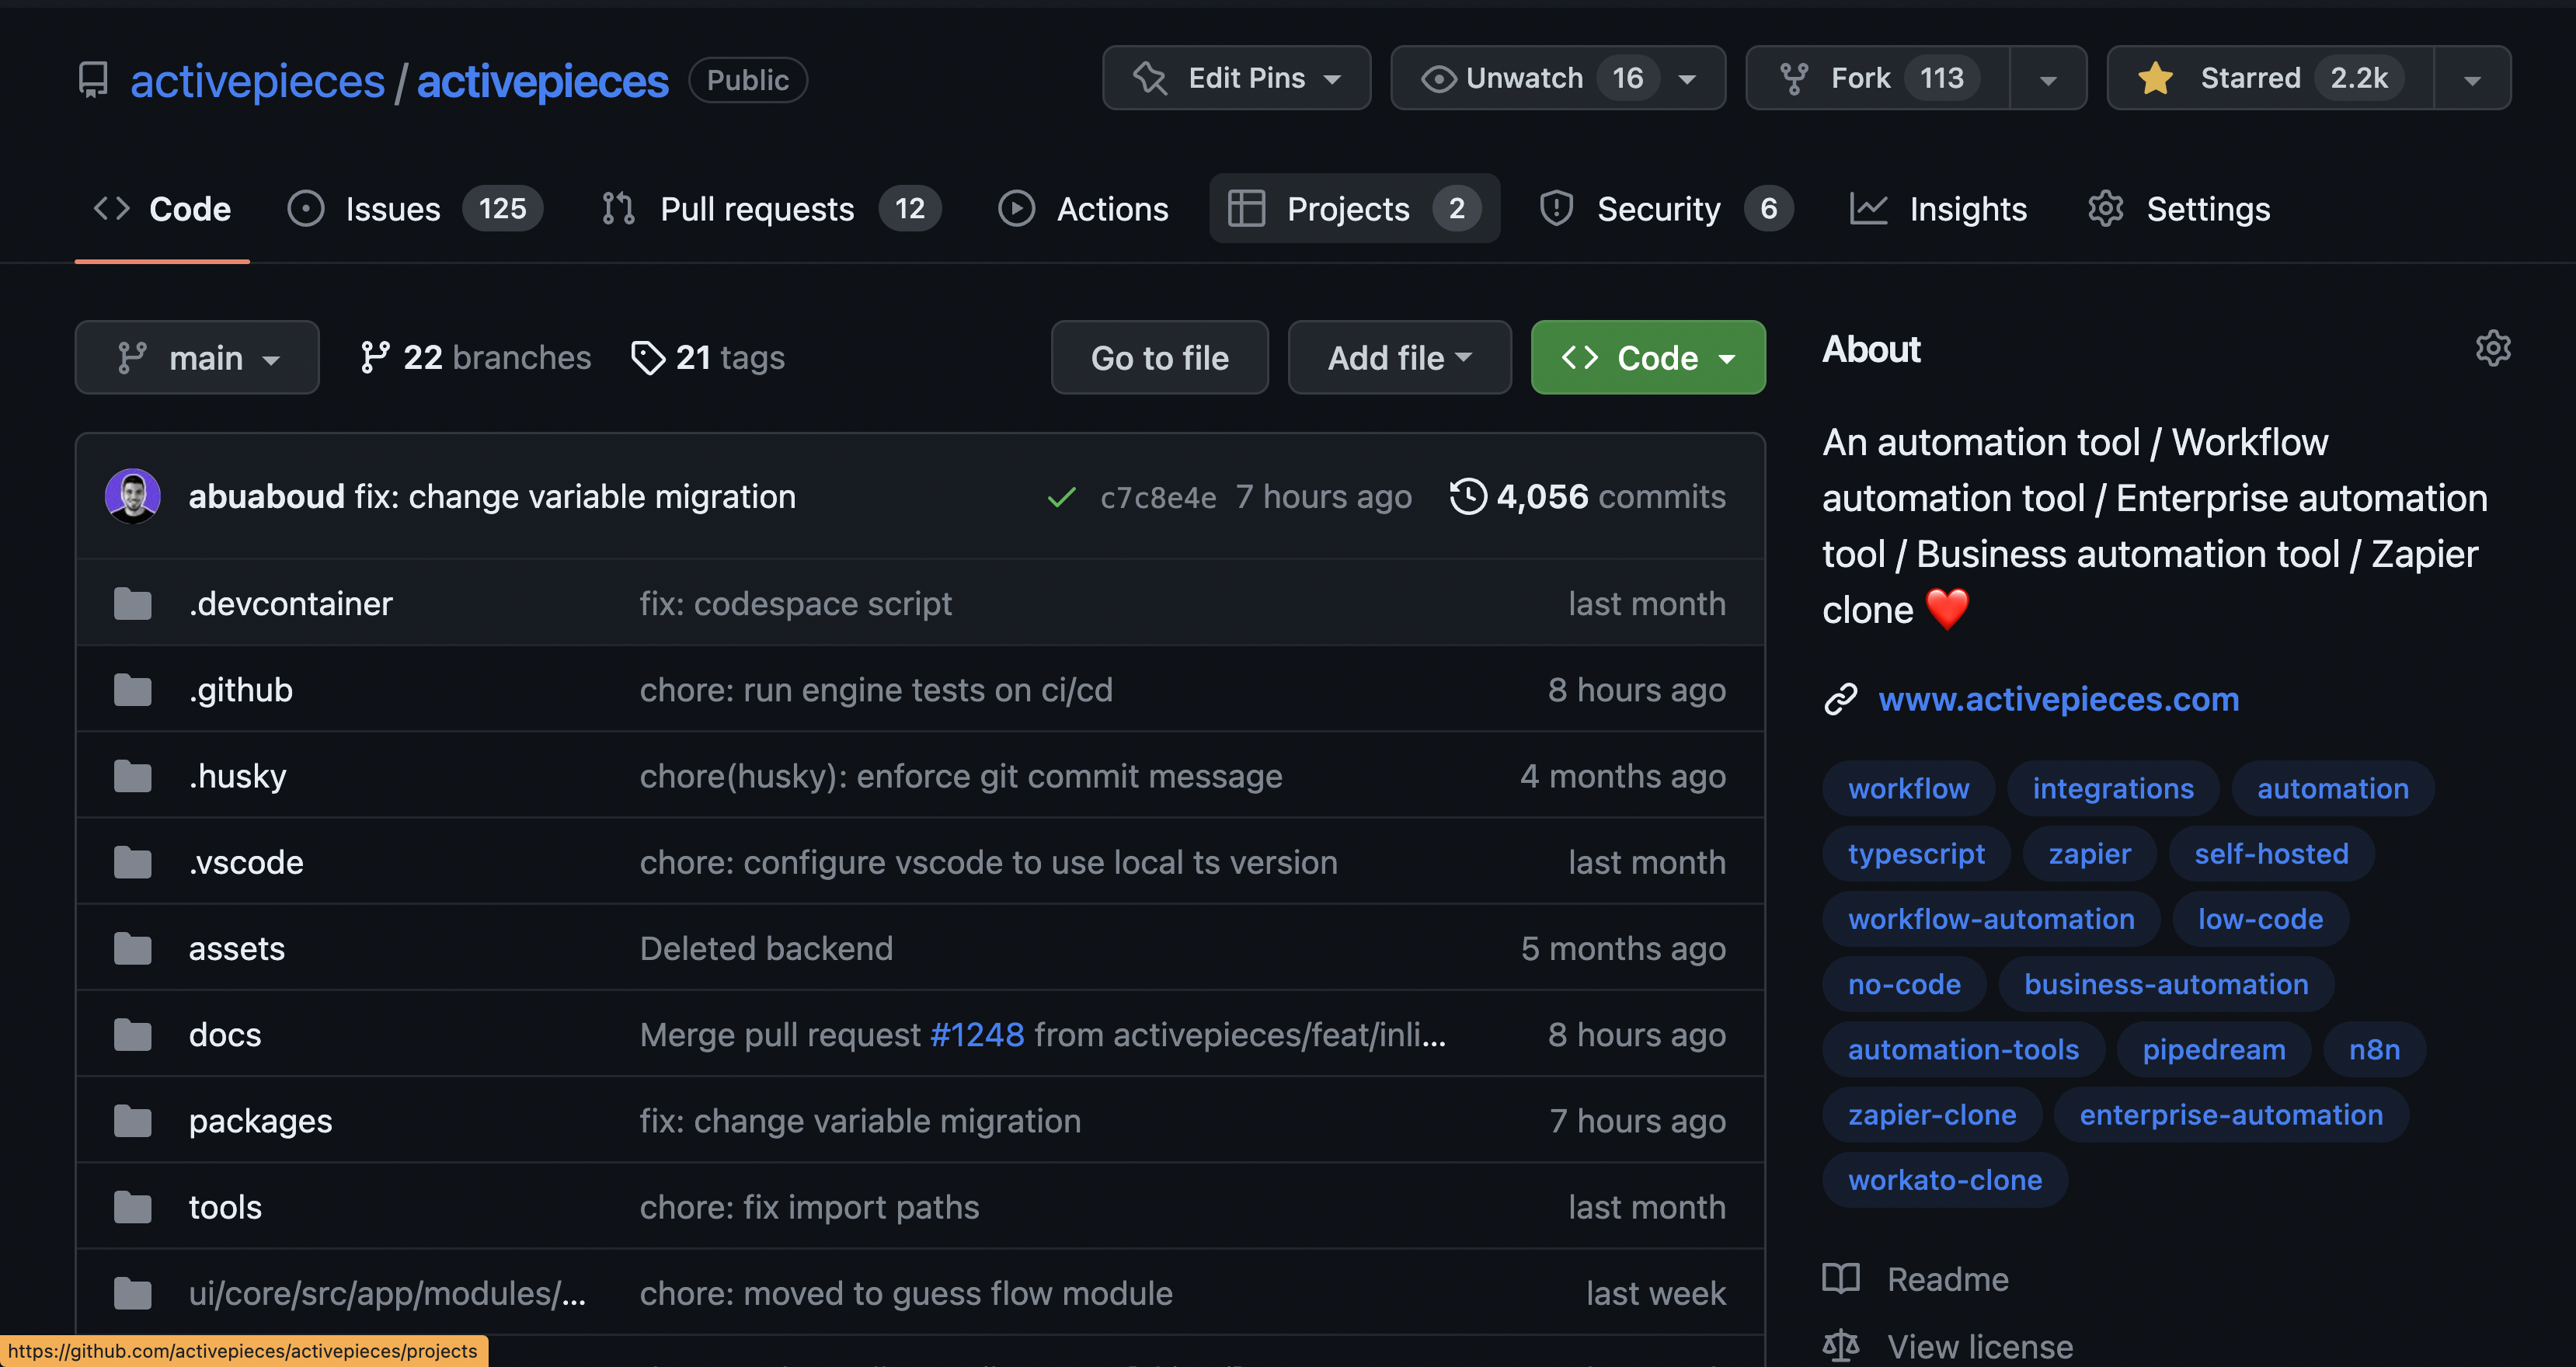 activepieces / activepieces Public
Edit Pins Unwatch 16 Fork 113 Starred 2.2k
Code Issues 125 Pull requests 12 Actions Projects 2 Security 6 Insights Settings
main 22 branches 21 tags Go to file Add file Code
abuaboud fix: change variable migration c7c8e4e 7 hours ago 4,056 commits
.devcontainer fix: codespace script last month
.github chore: run engine tests on ci/cd 8 hours ago
.husky chore(husky): enforce git commit message 4 months ago
.vscode chore: configure vscode to use local ts version last month
assets Deleted backend 5 months ago
docs Merge pull request #1248 from activepieces/feat/inli... 8 hours ago
packages fix: change variable migration 7 hours ago
tools chore: fix import paths last month
ui/core/src/app/modules/... chore: moved to guess flow module last week
About
An automation tool / Workflow
automation tool / Enterprise automation
tool / Business automation tool / Zapier
clone ❤️
www.activepieces.com
workflow integrations automation
typescript zapier self-hosted
workflow-automation low-code
no-code business-automation
automation-tools pipedream n8n
zapier-clone enterprise-automation
workato-clone
Readme
View license
https://github.com/activepieces/activepieces/projects